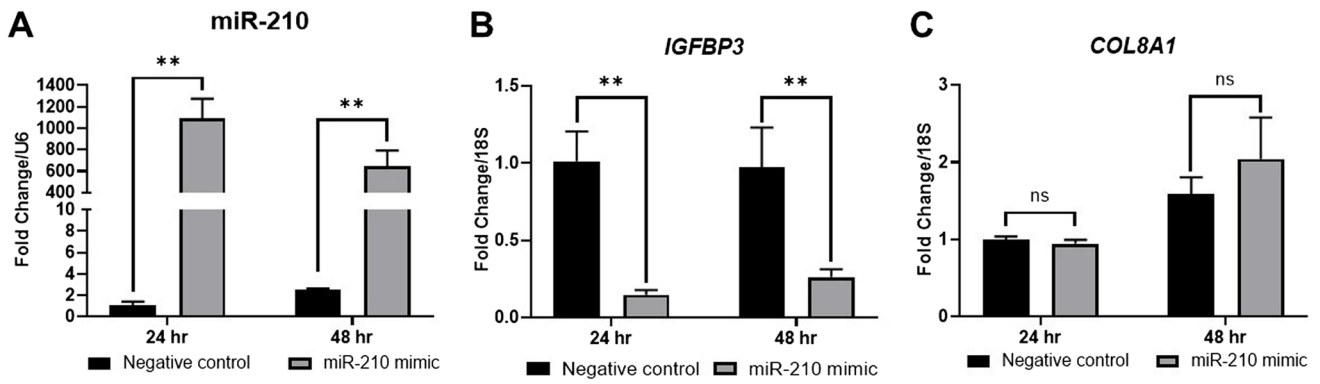 A
miR-210
Fold Change/U6
1400
1200
1000
800
600
400
10
8
6
4
2
0
**
**
24 hr
48 hr
Negative control
miR-210 mimic
B
IGFBP3
Fold Change/18S
1.5
1.0
0.5
0.0
**
**
24 hr
48 hr
Negative control
miR-210 mimic
C
COL8A1
Fold Change/18S
3
2
1
0
ns
ns
24 hr
48 hr
Negative control
miR-210 mimic